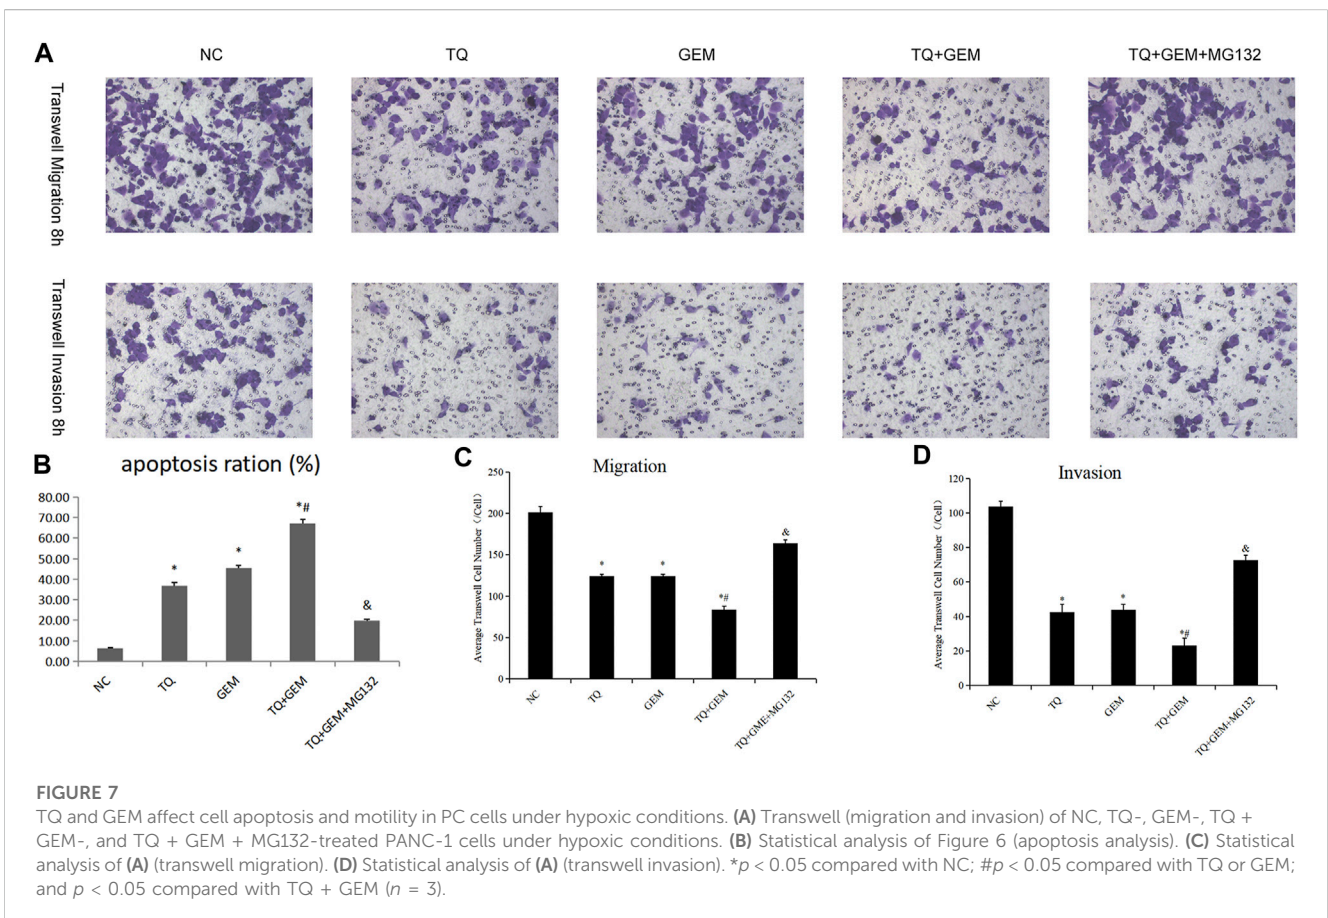 A
NC
TQ
GEM
TQ+GEM
TQ+GEM+MG132
Transwell Migration 8h
Transwell Invasion 8h
B
apoptosis ration (%)
80.00
70.00
60.00
50.00
40.00
30.00
20.00
10.00
0.00
*
*
*#
&
NC
TQ
GEM
TQ+GEM
TQ+GEM+MG132
C
Migration
Average Transwell Cell Number（/Cell）
250
200
150
100
50
0
*
*
*#
&
NC
TQ
GEM
TQ+GEM
TQ+GME+MG132
D
Invasion
Average Transwell Cell Number（/Cell）
120
100
80
60
40
20
0
*
*
*#
&
NC
TQ
GEM
TQ+GEM
TQ+GEM+MG132
FIGURE 7
TQ and GEM affect cell apoptosis and motility in PC cells under hypoxic conditions. (A) Transwell (migration and invasion) of NC, TQ-, GEM-, TQ +
GEM-, and TQ + GEM + MG132-treated PANC-1 cells under hypoxic conditions. (B) Statistical analysis of Figure 6 (apoptosis analysis). (C) Statistical
analysis of (A) (transwell migration). (D) Statistical analysis of (A) (transwell invasion). *p < 0.05 compared with NC; #p < 0.05 compared with TQ or GEM;
and p < 0.05 compared with TQ + GEM (n = 3).